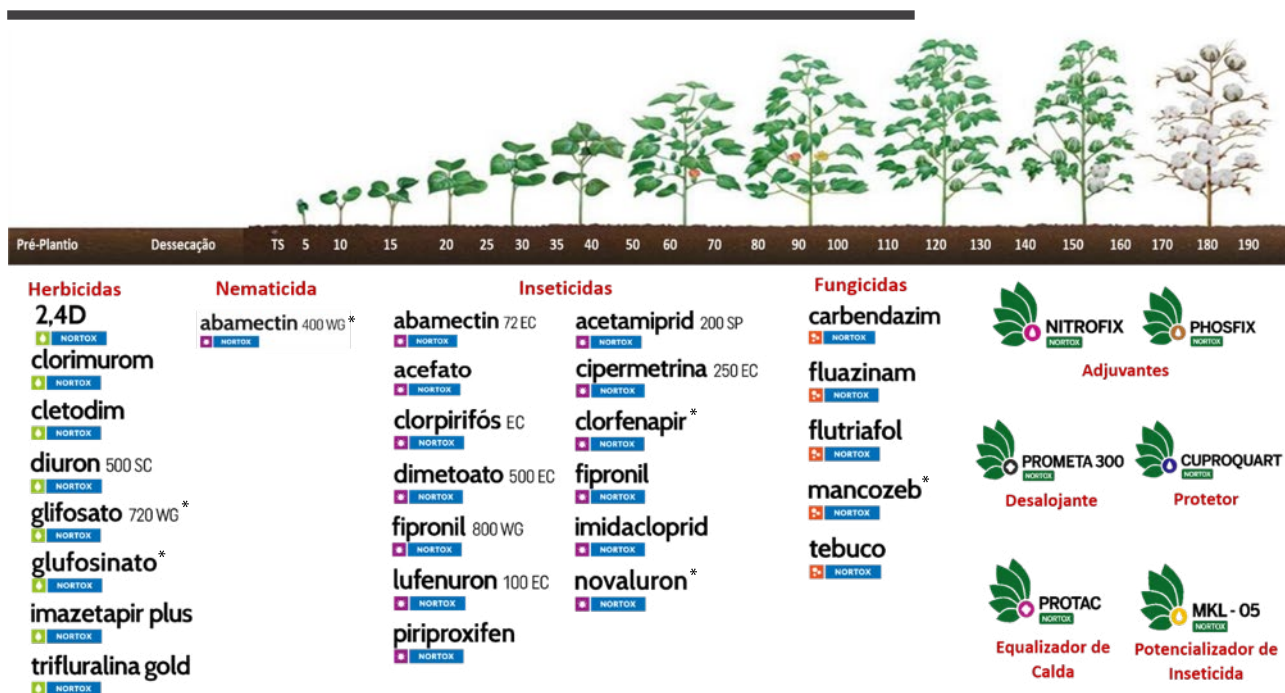 Pré-Plantio Dessecação TS 5 10 15 20 25 30 35 40 50 60 70 80 90 100 110 120 130 140 150 160 170 180 190
Herbicidas
2,4D
NORTOX
clorimurom
NORTOX
cletodim
NORTOX
diuron 500 SC
NORTOX
glifosato 720 WG *
NORTOX
glufosinato *
NORTOX
imazetapir plus
NORTOX
trifluralina gold
NORTOX
Nematicida
abamectin 400 WG *
NORTOX
Inseticidas
abamectin 72 EC
NORTOX
acefato
NORTOX
clorpirifós EC
NORTOX
dimetoato 500 EC
NORTOX
fipronil 800 WG
NORTOX
lufenuron 100 EC
NORTOX
piriproxifen
NORTOX
acetamiprid 200 SP
NORTOX
cipermetrina 250 EC
NORTOX
clorfenapir *
NORTOX
fipronil
NORTOX
imidacloprid
NORTOX
novaluron *
NORTOX
Fungicidas
carbendazim
NORTOX
fluazinam
NORTOX
flutriafol
NORTOX
mancozeb *
NORTOX
tebuco
NORTOX
NITROFIX
NORTOX
PHOSFIX
NORTOX
Adjuvantes
PROMETA 300
NORTOX
Desalojante
CUPROQUART
NORTOX
Protetor
PROTAC
NORTOX
Equalizador de
Calda
MKL - 05
NORTOX
Potencializador de
Inseticida